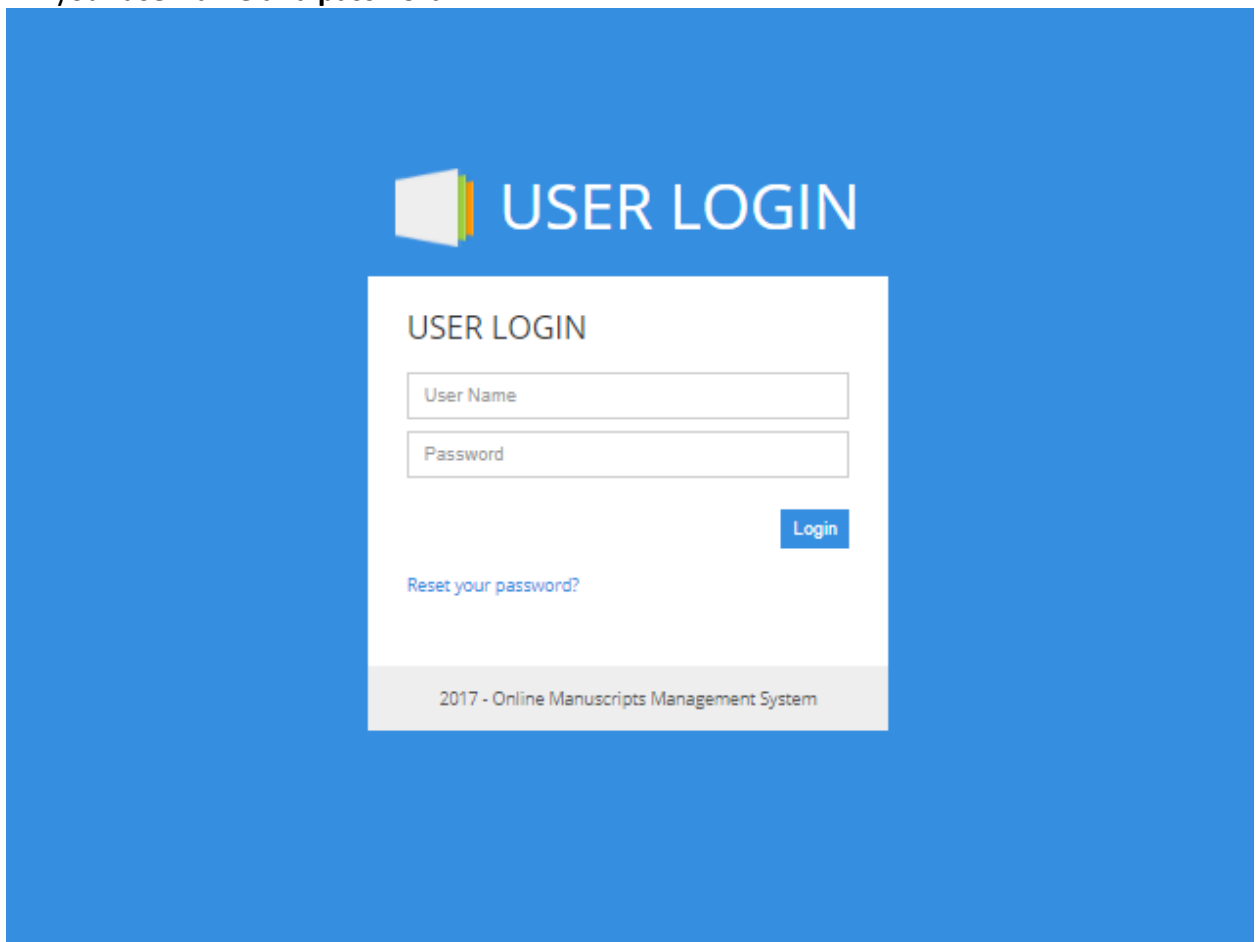 USER LOGIN
USER LOGIN
User Name
Password
Login
Reset your password?
2017 - Online Manuscripts Management System